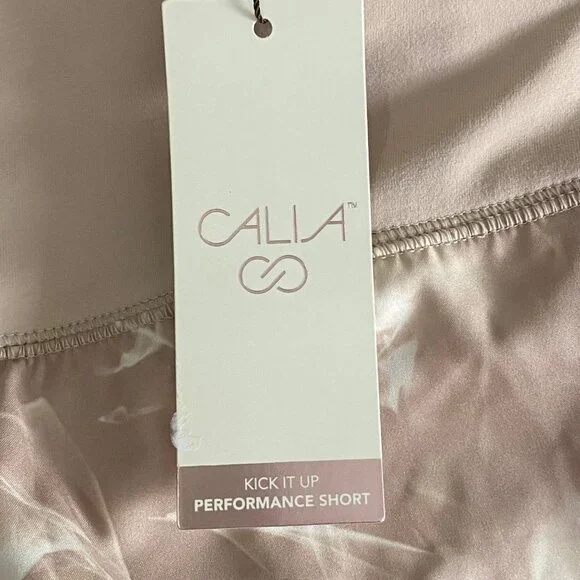 CALIA™
KICK IT UP
PERFORMANCE SHORT